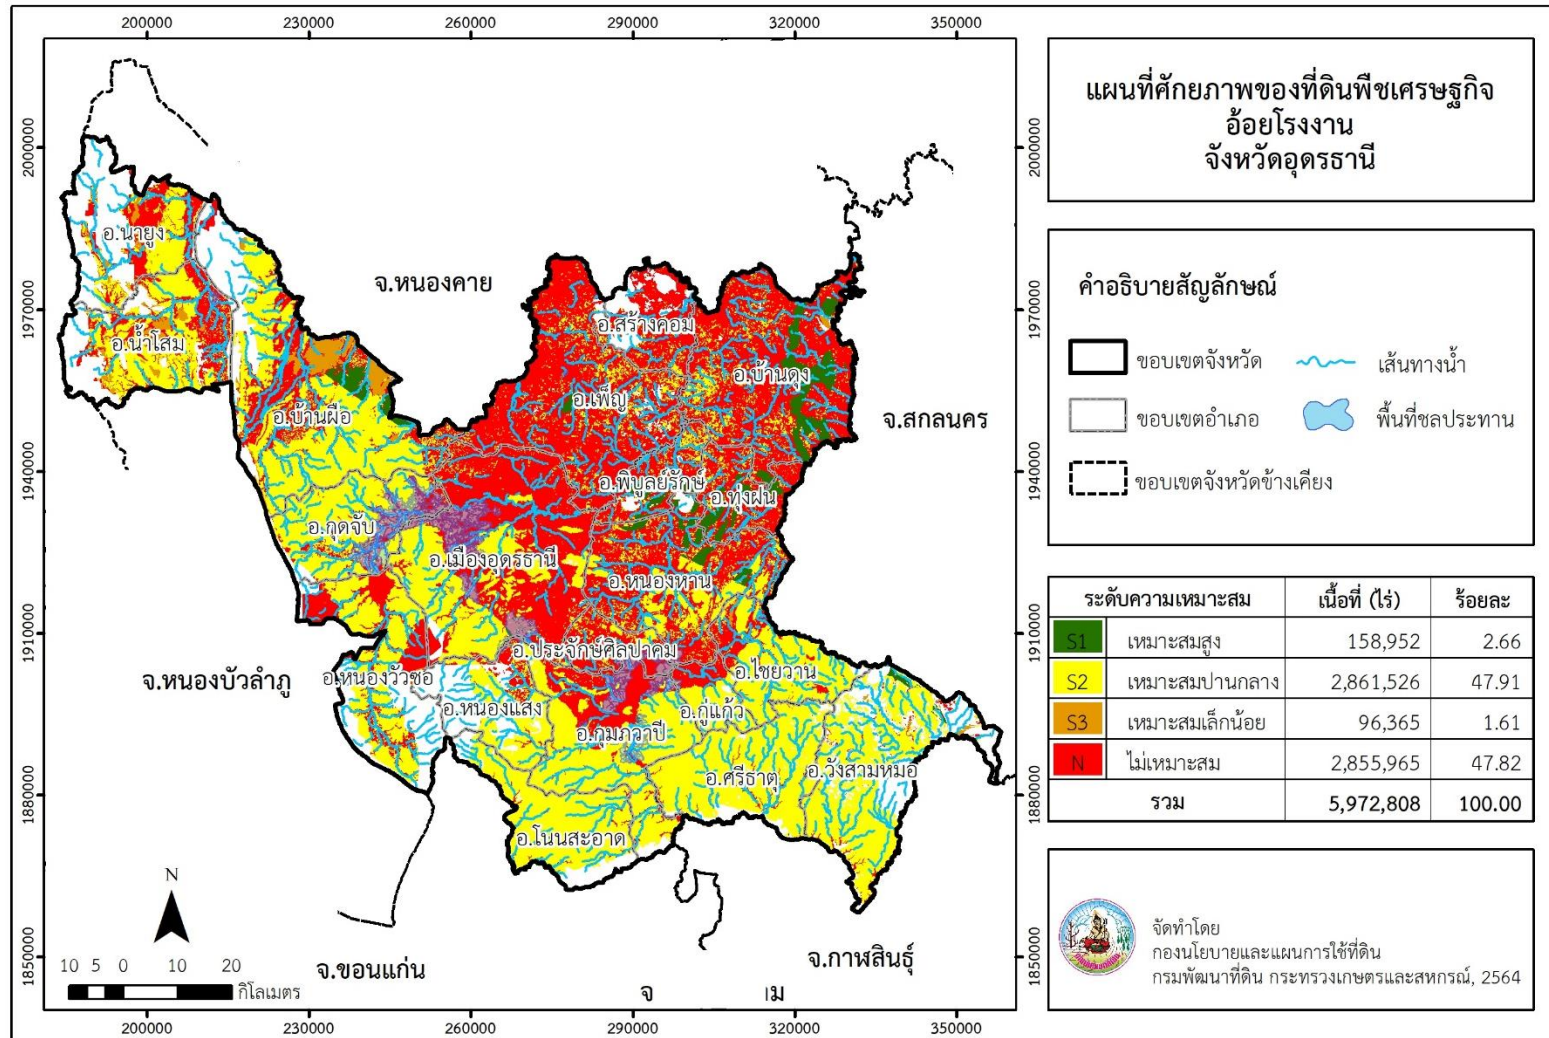 200000 230000 260000 290000 320000 350000
แผนที่ศักยภาพของที่ดินพืชเศรษฐกิจ
อ้อยโรงงาน
จังหวัดอุดรธานี
2000000
1970000
1940000
1910000
1880000
1850000
2000000
1970000
1940000
1910000
1880000
1850000
อ.นายูง
จ.หนองคาย
อ.สร้างคอม
อ.น้ำโสม
อ.บ้านดุง
อ.เพ็ญ
อ.บ้านผือ
จ.สกลนคร
อ.พิบูลย์รักษ์
อ.ทุ่งฝน
อ.กุดจับ
อ.เมืองอุดรธานี
อ.หนองหาน
อ.ประจักษ์ศิลปาคม
อ.ไชยวาน
จ.หนองบัวลำภู
อ.หนองวัวซอ
อ.หนองแสง
อ.กู่แก้ว
อ.กุมภวาปี
อ.ศรีธาตุ
อ.วังสามหมอ
อ.โนนสะอาด
จ.ขอนแก่น
จ.กาฬสินธุ์
จ ม
N
10 5 0 10 20
กิโลเมตร
200000 230000 260000 290000 320000 350000
คำอธิบายสัญลักษณ์
ขอบเขตจังหวัด เส้นทางน้ำ
ขอบเขตอำเภอ พื้นที่ชลประทาน
ขอบเขตจังหวัดข้างเคียง
ระดับความเหมาะสม เนื้อที่ (ไร่) ร้อยละ
S1 เหมาะสมสูง 158,952 2.66
S2 เหมาะสมปานกลาง 2,861,526 47.91
S3 เหมาะสมเล็กน้อย 96,365 1.61
N ไม่เหมาะสม 2,855,965 47.82
รวม 5,972,808 100.00
จัดทำโดย
กองนโยบายและแผนการใช้ที่ดิน
กรมพัฒนาที่ดิน กระทรวงเกษตรและสหกรณ์, 2564